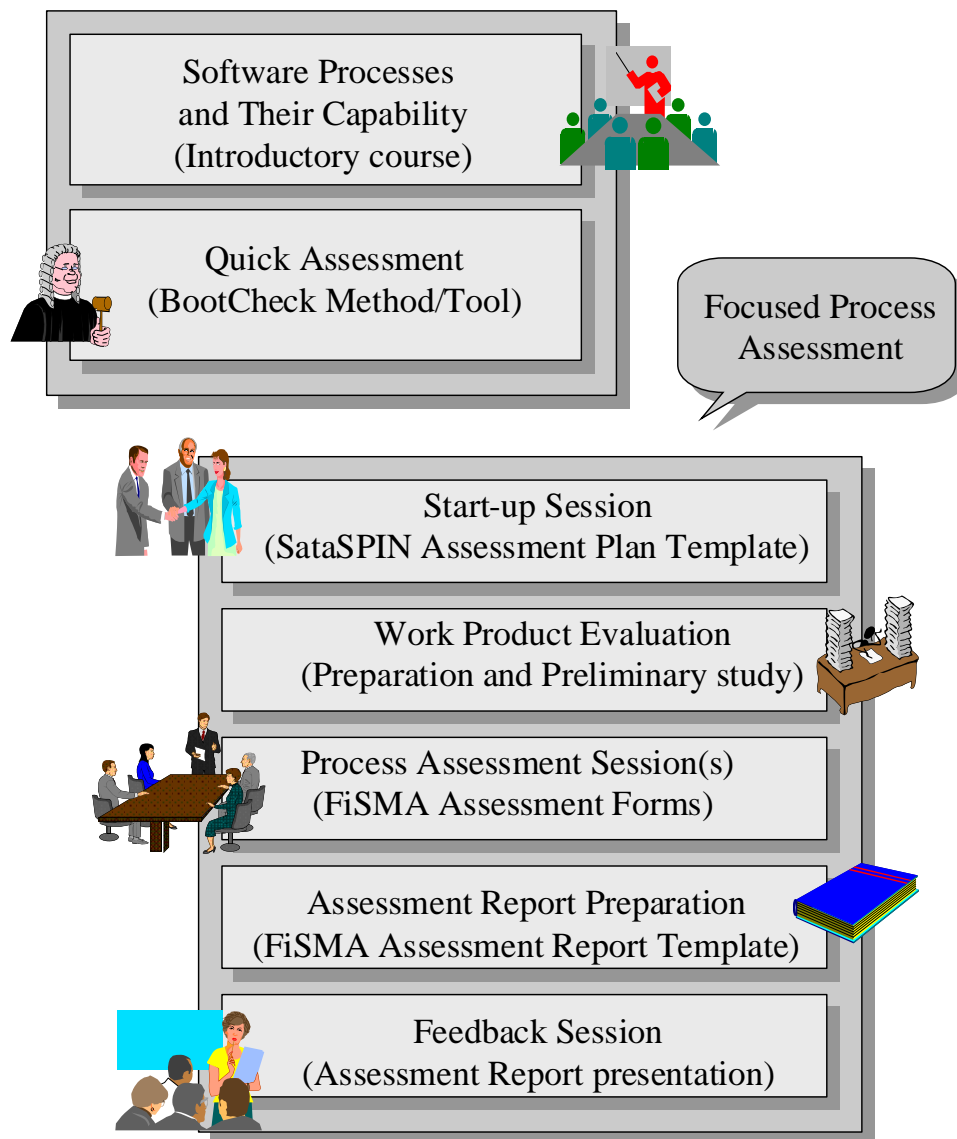 Software Processes
and Their Capability
(Introductory course)
Quick Assessment
(BootCheck Method/Tool)
Focused Process
Assessment
Start-up Session
(SataSPIN Assessment Plan Template)
Work Product Evaluation
(Preparation and Preliminary study)
Process Assessment Session(s)
(FiSMA Assessment Forms)
Assessment Report Preparation
(FiSMA Assessment Report Template)
Feedback Session
(Assessment Report presentation)